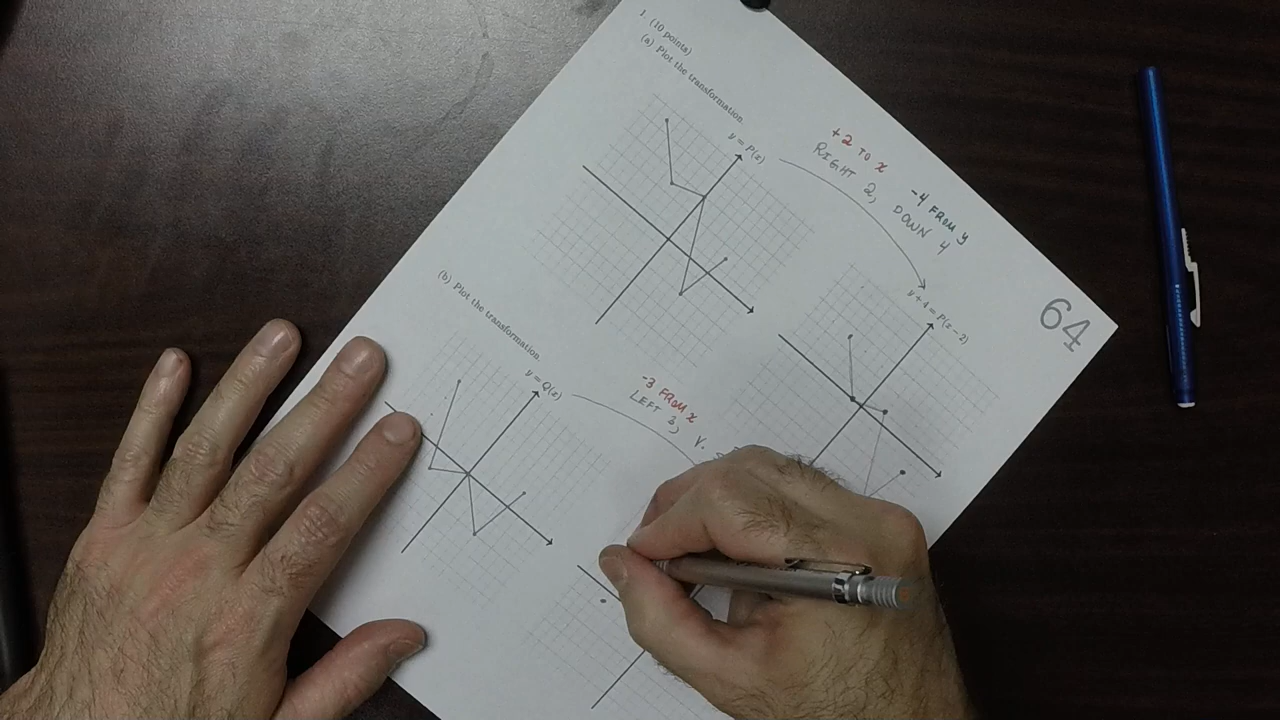 1. (10 points)
(a) Plot the transformation.
y = P(x)
+2 TO x
RIGHT 2, DOWN 4
-4 FROM y
y + 4 = P(x − 2)
64
(b) Plot the transformation.
y = Q(x)
-3 FROM x
LEFT 3, V.